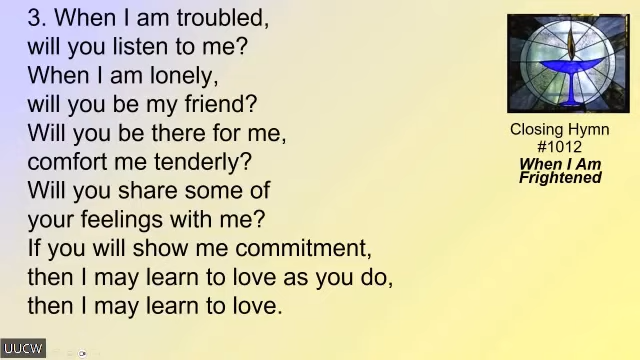 3. When I am troubled,
will you listen to me?
When I am lonely,
will you be my friend?
Will you be there for me,
comfort me tenderly?
Will you share some of
your feelings with me?
If you will show me commitment,
then I may learn to love as you do,
then I may learn to love.
Closing Hymn
#1012
When I Am
Frightened
UUCW